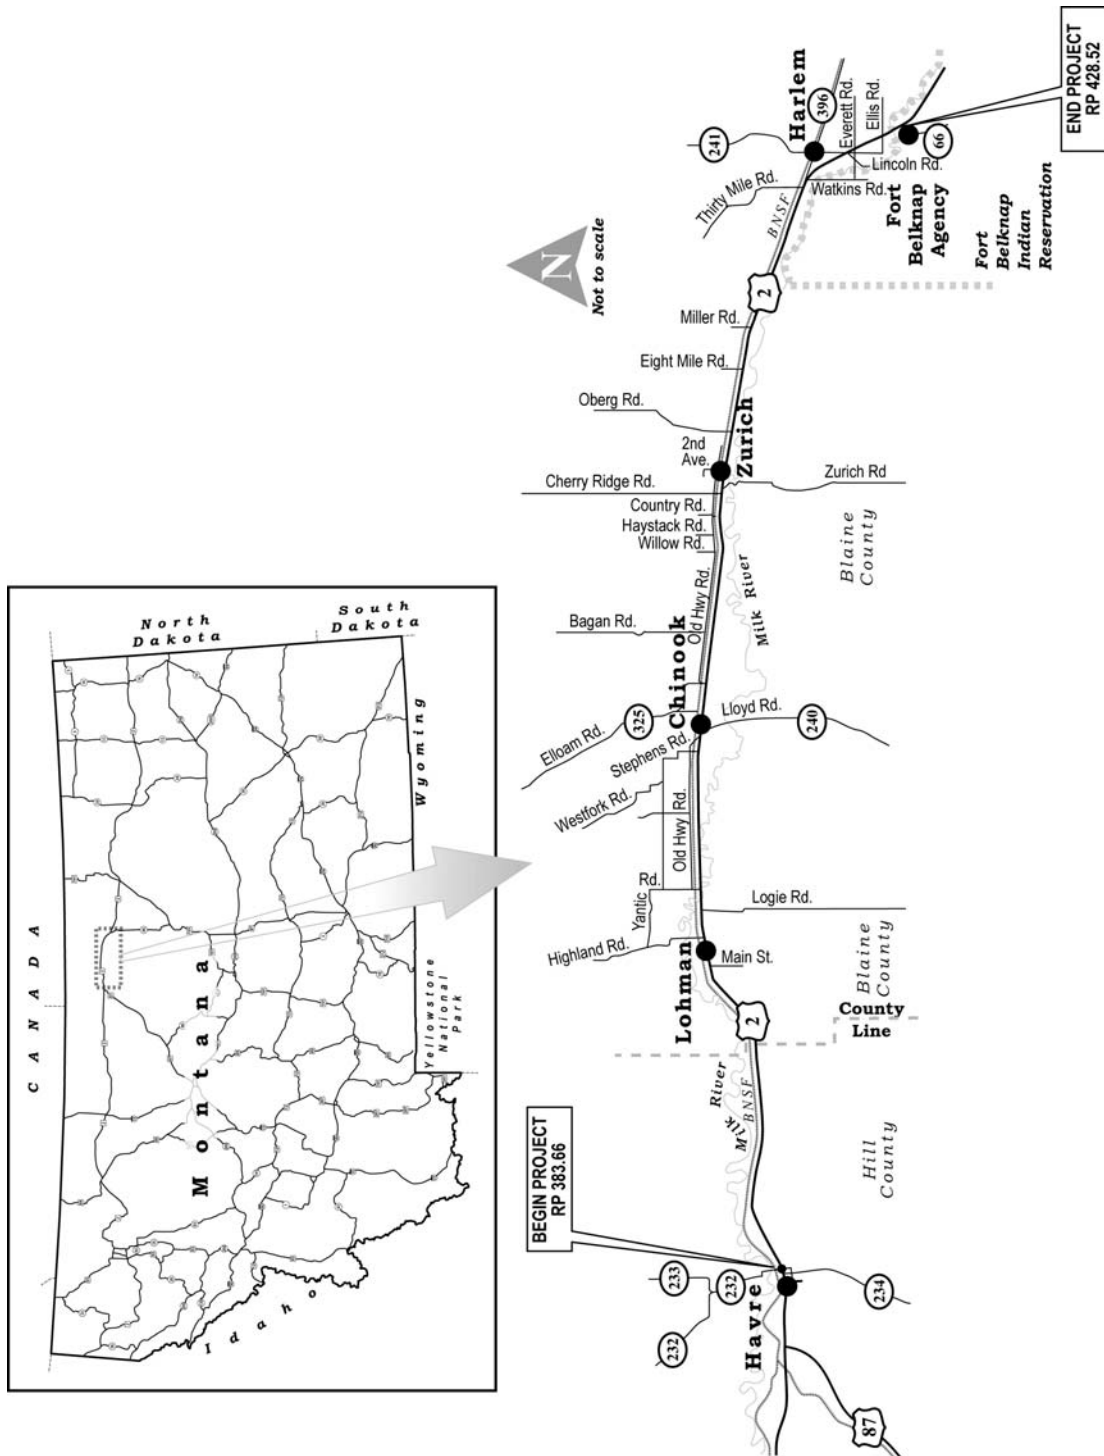 CANADA
North
Dakota
South
Dakota
Montana
Idaho
Wyoming
Yellowstone
National
Park
N
Not to scale
BEGIN PROJECT
RP 383.66
END PROJECT
RP 428.52
Havre
232
233
232
234
87
Milk River
BNSF
Hill
County
2
County
Line
Blaine
County
Lohman
Main St.
Highland Rd.
Yantic
Rd.
Logie Rd.
Old Hwy Rd.
Westfork Rd.
Stephens Rd.
Elloam Rd.
325
Chinook
Lloyd Rd.
240
Bagan Rd.
Old Hwy Rd.
Milk River
Willow Rd.
Haystack Rd.
Country Rd.
Cherry Ridge Rd.
2nd
Ave.
Zurich
Zurich Rd
Blaine
County
Oberg Rd.
Eight Mile Rd.
Miller Rd.
2
BNSF
Thirty Mile Rd.
241
Harlem
396
Everett Rd.
Ellis Rd.
Lincoln Rd.
Watkins Rd.
66
Fort
Belknap
Agency
Fort
Belknap
Indian
Reservation